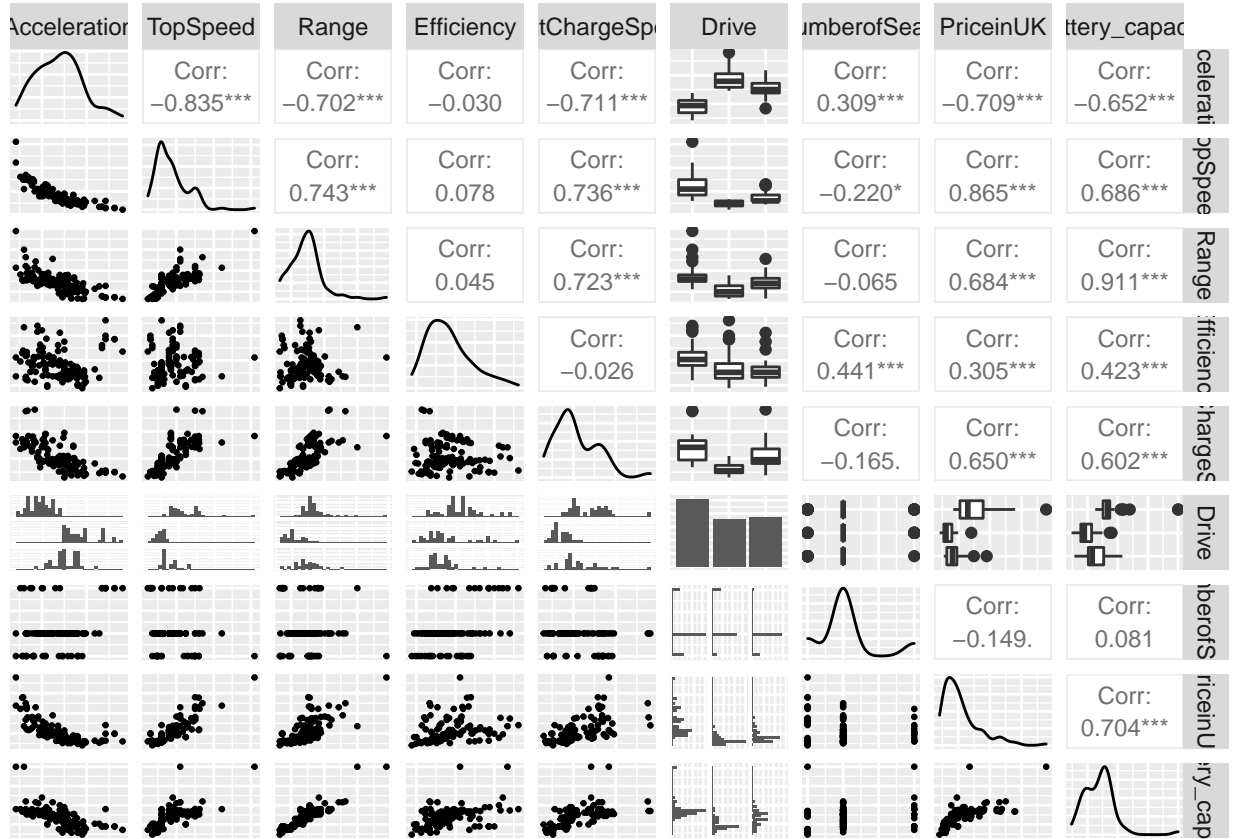 Acceleration TopSpeed Range Efficiency tChargeSpe Drive umberofSea PriceinUK ttery_capac
Corr: Corr: Corr: Corr: Corr: Corr: Corr:
−0.835*** −0.702*** −0.030 −0.711*** 0.309*** −0.709*** −0.652***
celerati
Corr: Corr: Corr: Corr: Corr: Corr:
0.743*** 0.078 0.736*** −0.220* 0.865*** 0.686***
opSpee
Corr: Corr: Corr: Corr: Corr:
0.045 0.723*** −0.065 0.684*** 0.911***
Range
Corr: Corr: Corr: Corr:
−0.026 0.441*** 0.305*** 0.423***
Efficienc
Corr: Corr: Corr:
−0.165. 0.650*** 0.602***
hargeS
Drive
Corr: Corr:
−0.149. 0.081
mberofS
Corr:
0.704***
riceinU
ery_cap